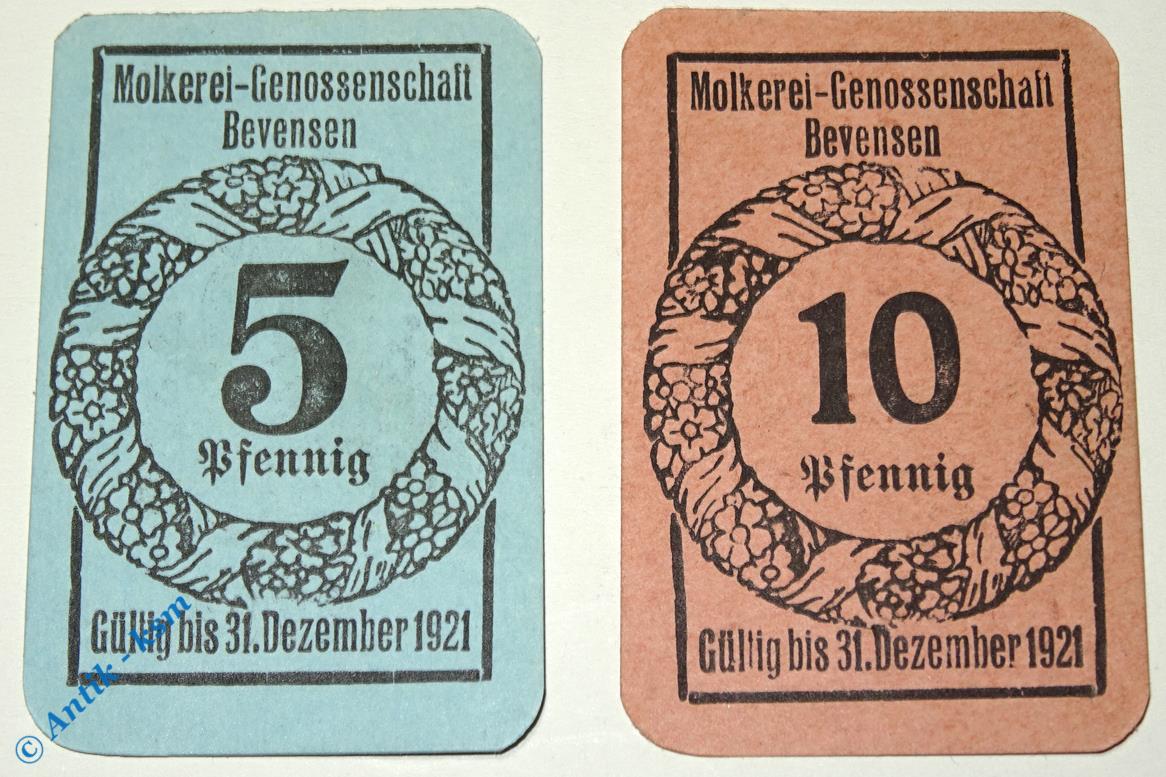 Molkerei-Genossenschaft
Bevensen
5
Pfennig
Gültig bis 31. Dezember 1921
Molkerei-Genossenschaft
Bevensen
10
Pfennig
Gültig bis 31. Dezember 1921
© Antik - ksm